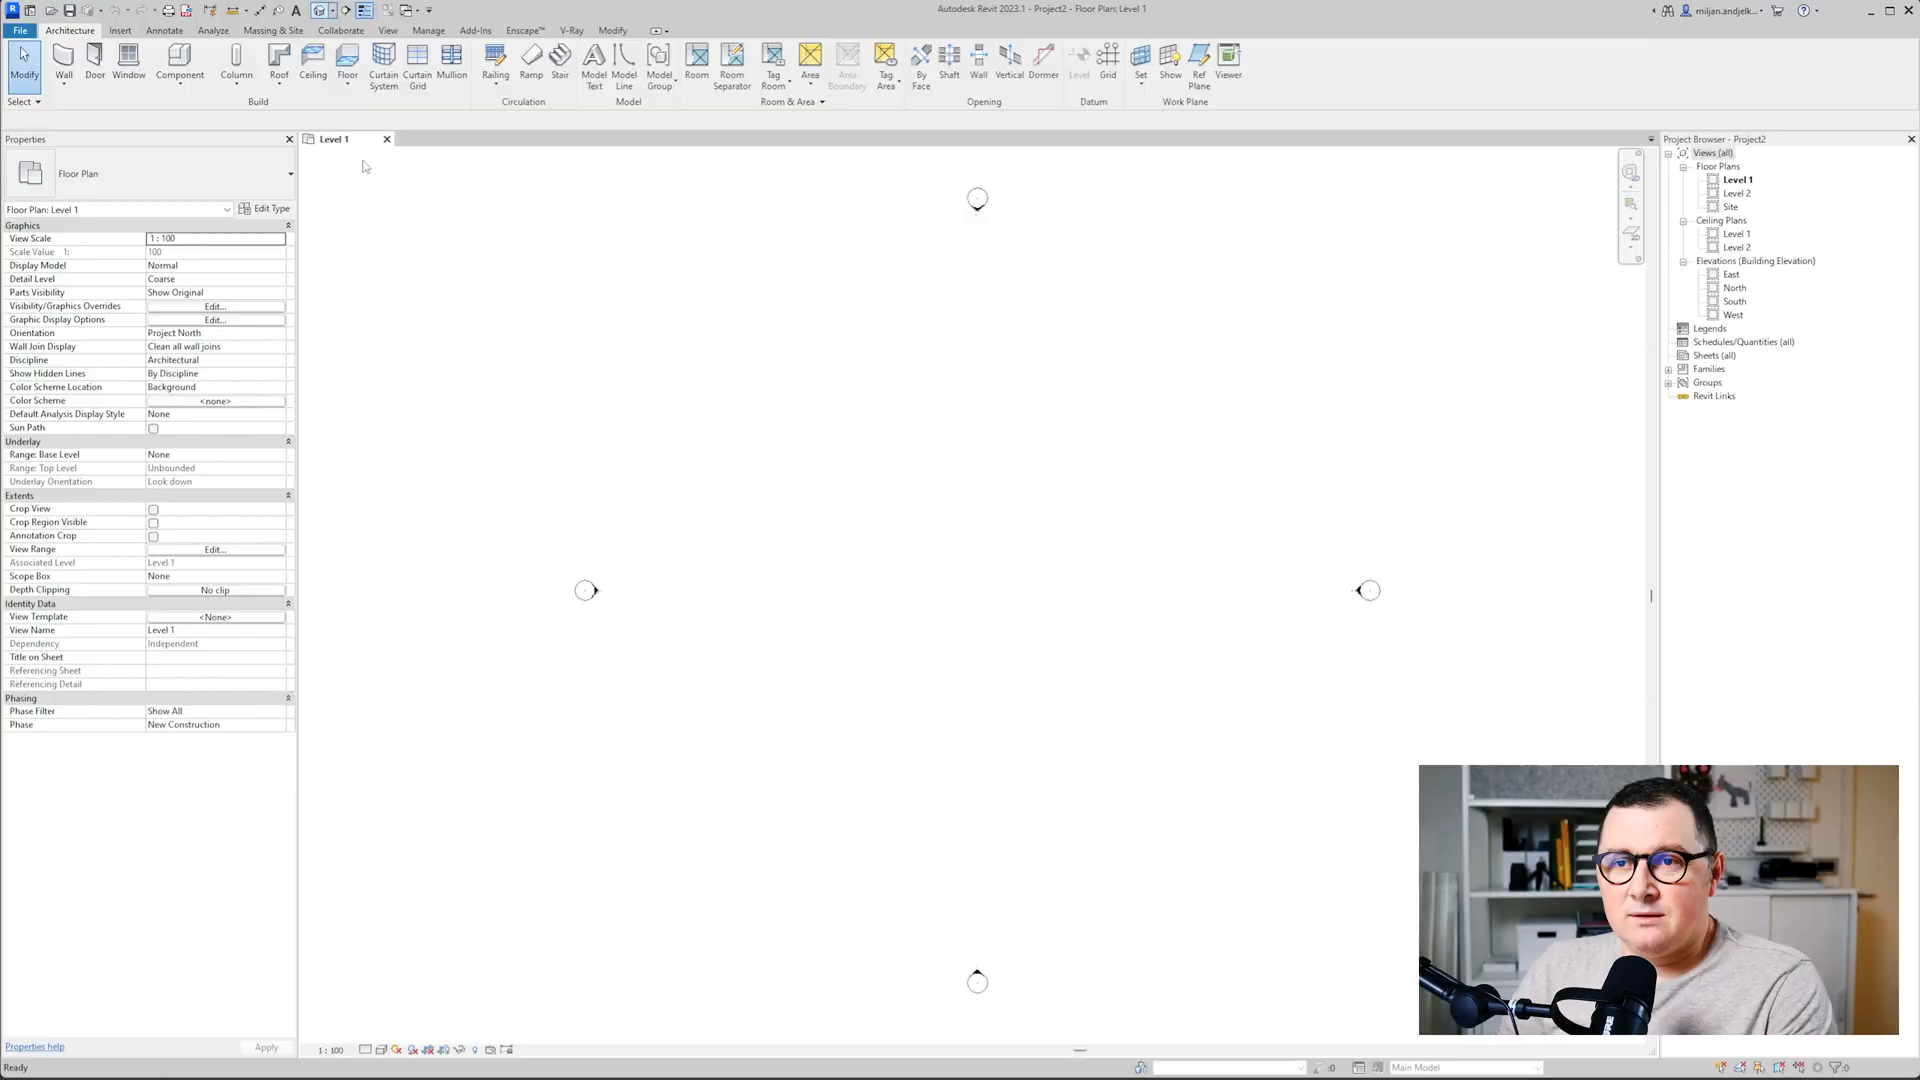 Autodesk Revit 2023.1 - Project2 - Floor Plan: Level 1
miljan.andjelk...
File Architecture Insert Annotate Analyze Massing & Site Collaborate View Manage Add-Ins Enscape™ V-Ray Modify
Modify Wall Door Window Component Column Roof Ceiling Floor Curtain System Curtain Grid Mullion Railing Ramp Stair Model Text Model Line Model Group Room Room Separator Tag Room Area Area Boundary Tag Area By Face Shaft Wall Vertical Dormer Level Grid Set Show Ref Plane Viewer
Select Build Circulation Model Room & Area Opening Datum Work Plane
Properties
Floor Plan
Floor Plan: Level 1 Edit Type
Graphics
View Scale 1 : 100
Scale Value 1: 100
Display Model Normal
Detail Level Coarse
Parts Visibility Show Original
Visibility/Graphics Overrides Edit...
Graphic Display Options Edit...
Orientation Project North
Wall Join Display Clean all wall joins
Discipline Architectural
Show Hidden Lines By Discipline
Color Scheme Location Background
Color Scheme <none>
Default Analysis Display Style None
Sun Path
Underlay
Range: Base Level None
Range: Top Level Unbounded
Underlay Orientation Look down
Extents
Crop View
Crop Region Visible
Annotation Crop
View Range Edit...
Associated Level Level 1
Scope Box None
Depth Clipping No clip
Identity Data
View Template <None>
View Name Level 1
Dependency Independent
Title on Sheet
Referencing Sheet
Referencing Detail
Phasing
Phase Filter Show All
Phase New Construction
Properties help Apply
Ready
Level 1
1 : 100
:0
Main Model
:0
Project Browser - Project2
Views (all)
Floor Plans
Level 1
Level 2
Site
Ceiling Plans
Level 1
Level 2
Elevations (Building Elevation)
East
North
South
West
Legends
Schedules/Quantities (all)
Sheets (all)
Families
Groups
Revit Links